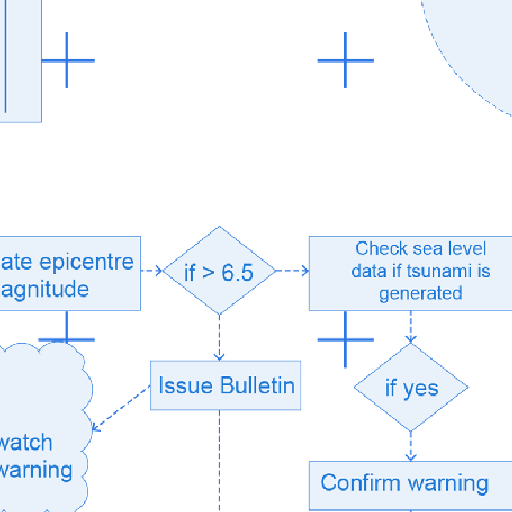 ate epicentre
agnitude
if > 6.5
Check sea level
data if tsunami is
generated
Issue Bulletin
if yes
watch
warning
Confirm warning